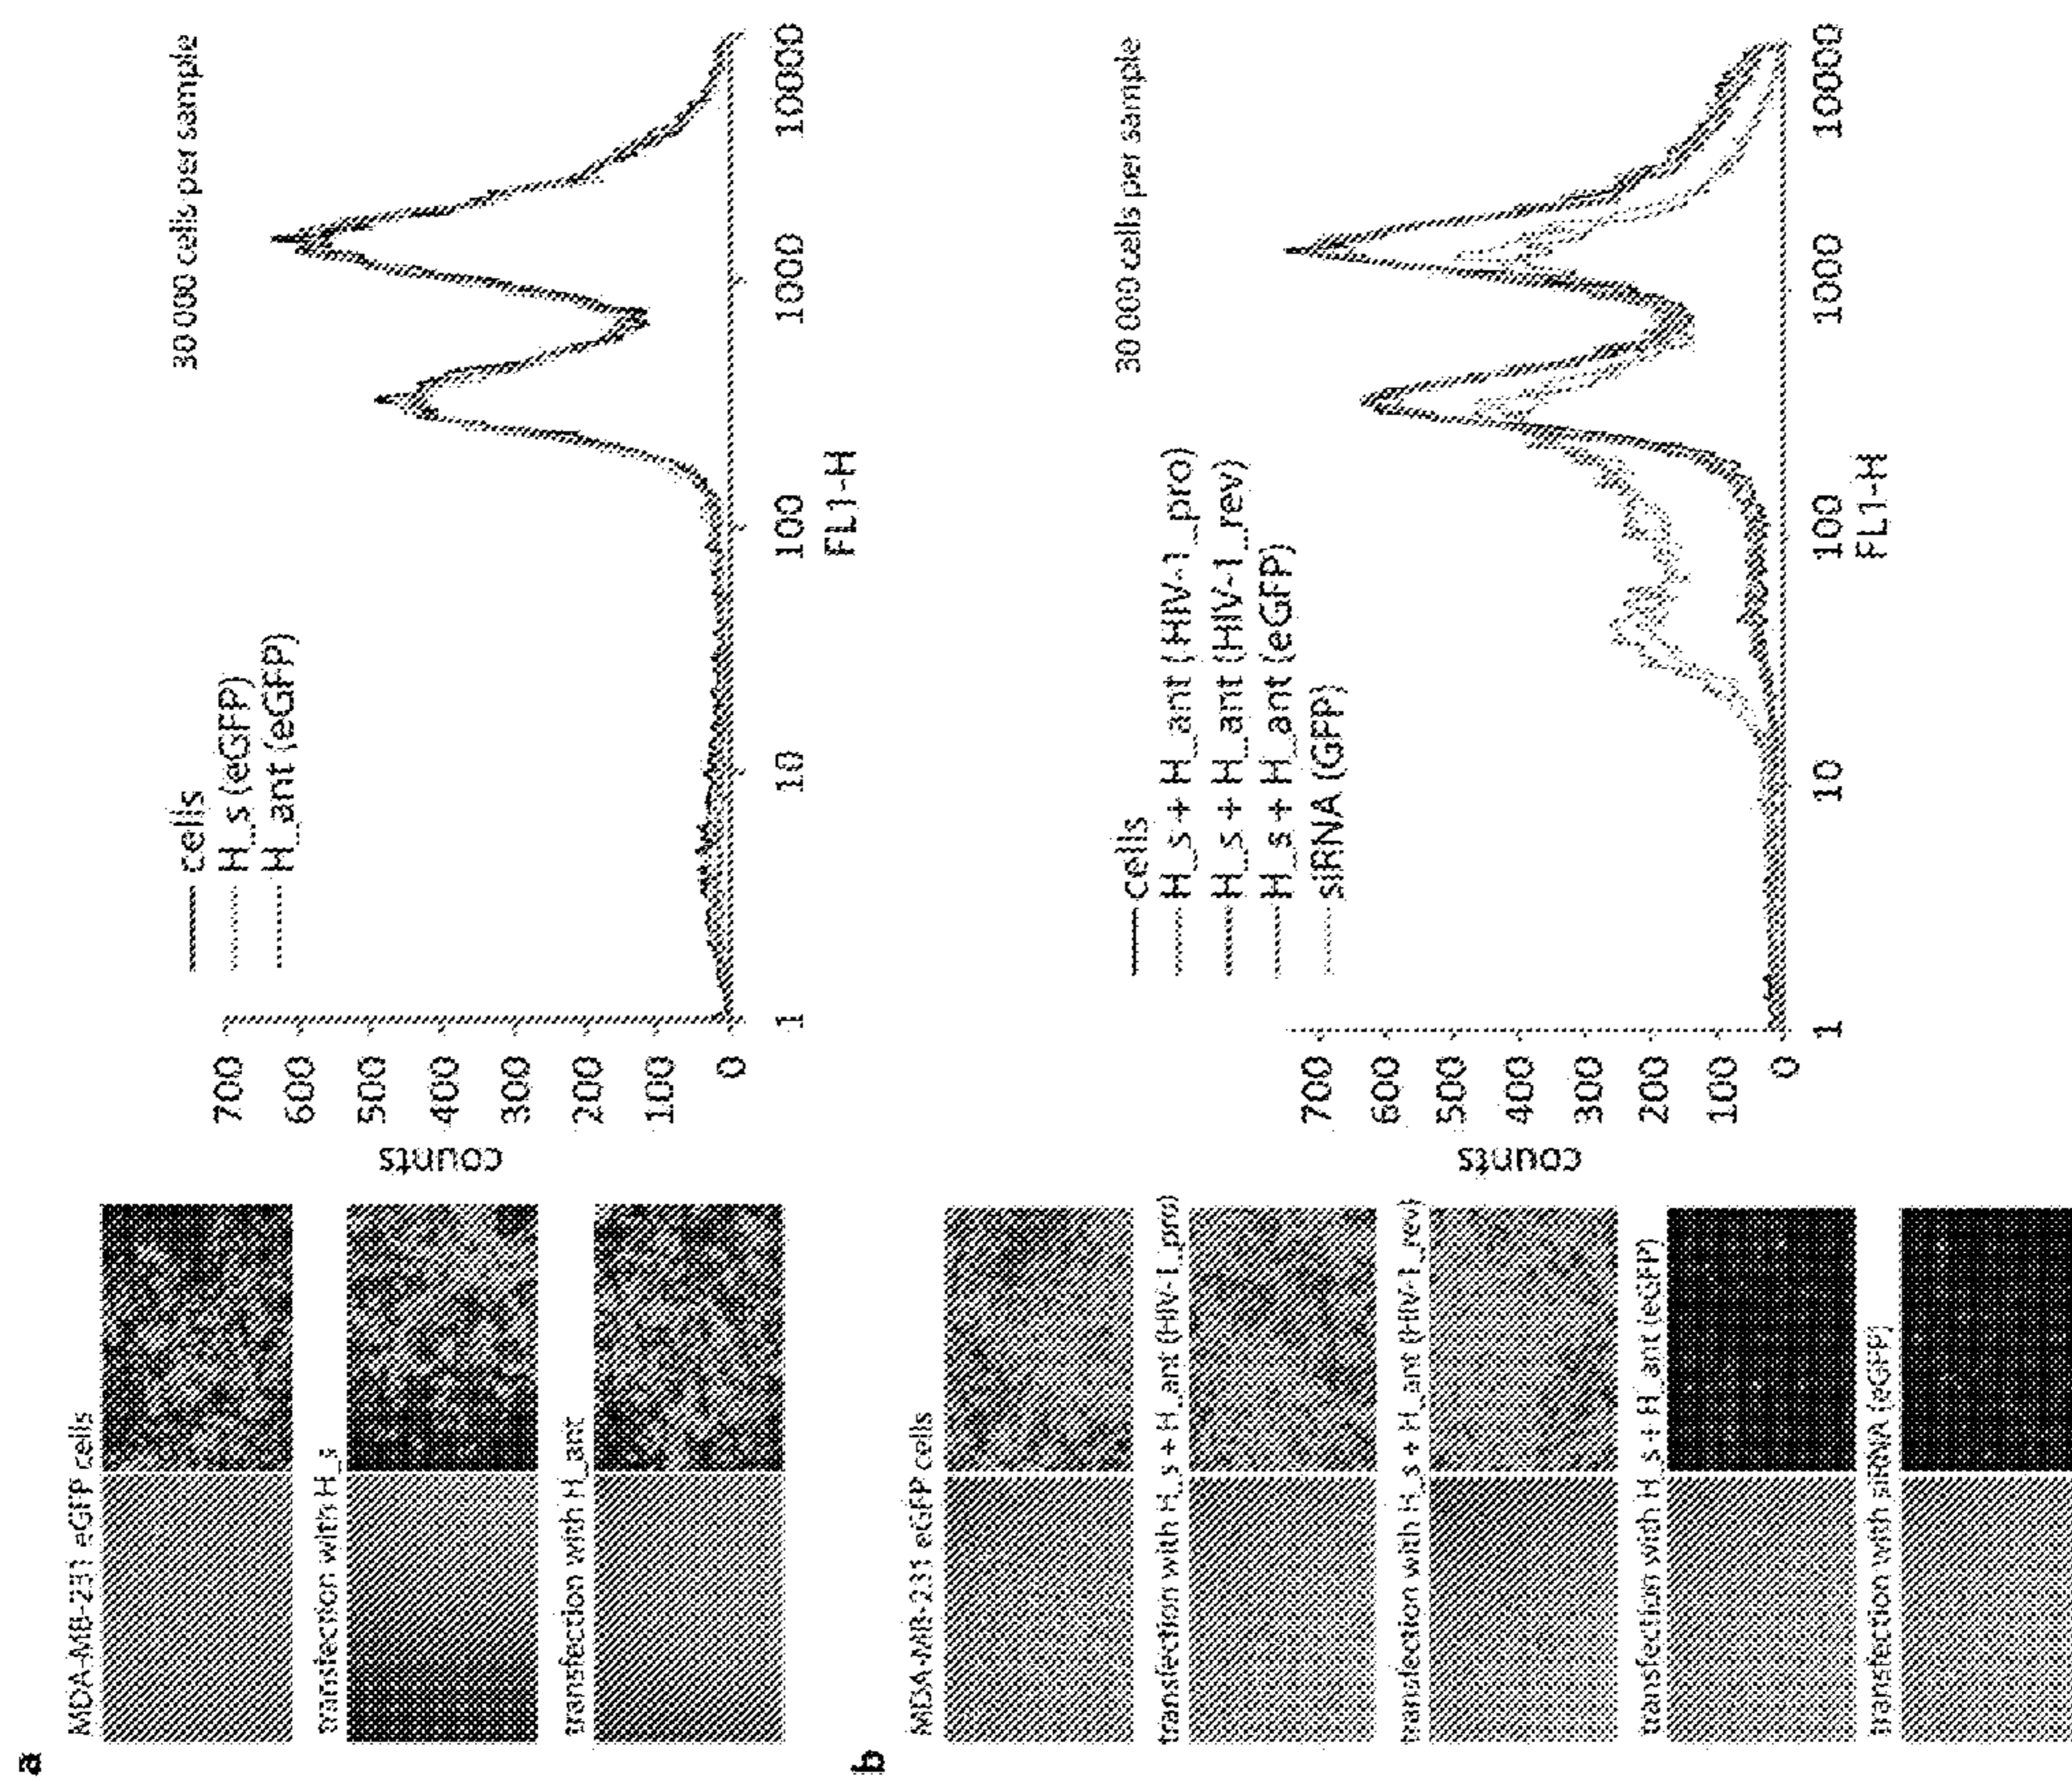 a
MDA-MB-231 eGFP cells
transfection with H_s
transfection with H_ant
30 000 cells per sample
cells
H_s (eGFP)
H_ant (eGFP)
counts
700
600
500
400
300
200
100
0
1
10
100
1000
10000
FL1-H
b
MDA-MB-231 eGFP cells
transfection with H_s + H_ant (HIV-1_pro)
transfection with H_s + H_ant (HIV-1_rev)
transfection with H_s + H_ant (eGFP)
transfection with siRNA (eGFP)
30 000 cells per sample
cells
H_s + H_ant (HIV-1_pro)
H_s + H_ant (HIV-1_rev)
H_s + H_ant (eGFP)
siRNA (GFP)
counts
700
600
500
400
300
200
100
0
1
10
100
1000
10000
FL1-H